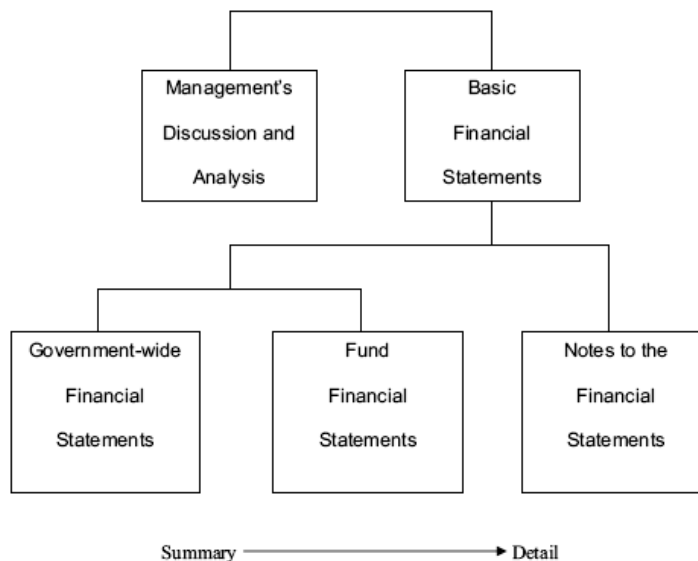 Management's
Discussion and
Analysis
Basic
Financial
Statements
Government-wide
Financial
Statements
Fund
Financial
Statements
Notes to the
Financial
Statements
Summary
Detail